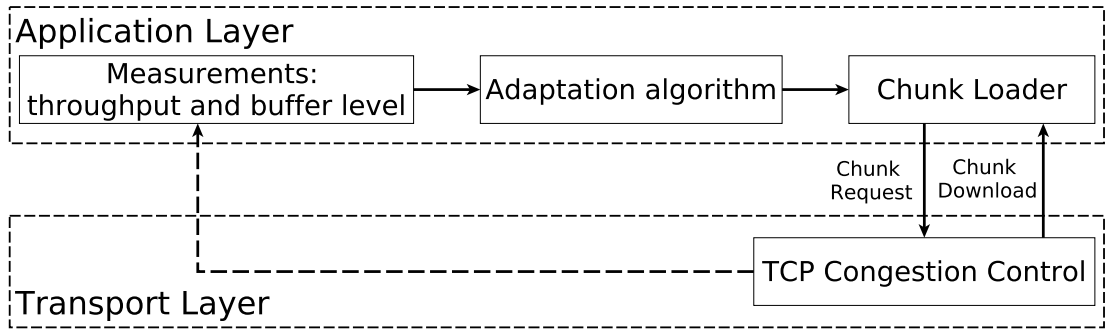 Application Layer
Measurements:
throughput and buffer level
Adaptation algorithm
Chunk Loader
Chunk
Request
Chunk
Download
TCP Congestion Control
Transport Layer